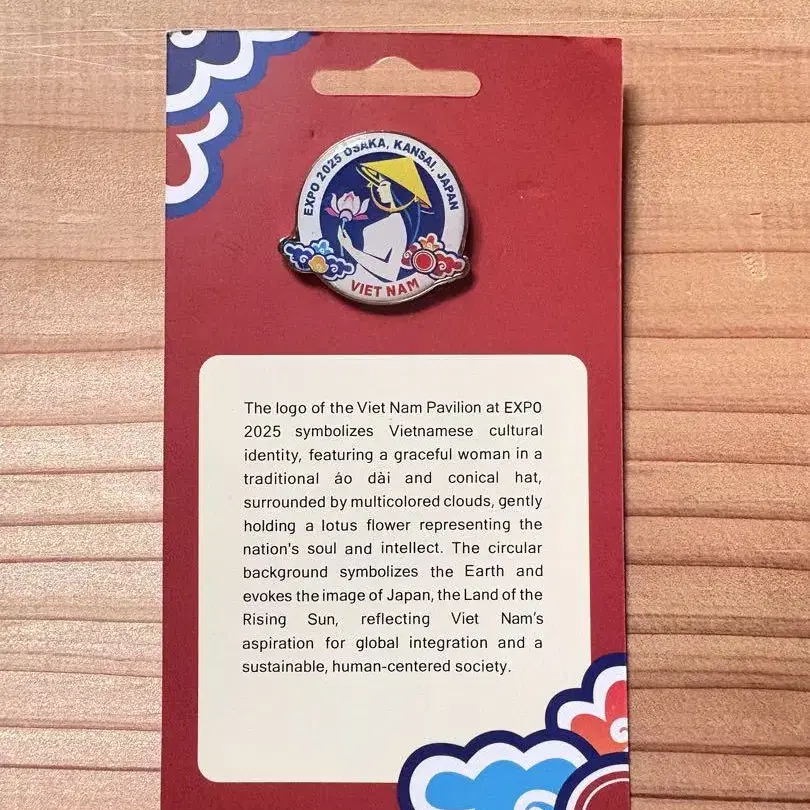 EXPO 2025 OSAKA, KANSAI, JAPAN
VIET NAM
The logo of the Viet Nam Pavilion at EXPO
2025 symbolizes Vietnamese cultural
identity, featuring a graceful woman in a
traditional áo dài and conical hat,
surrounded by multicolored clouds, gently
holding a lotus flower representing the
nation's soul and intellect. The circular
background symbolizes the Earth and
evokes the image of Japan, the Land of the
Rising Sun, reflecting Viet Nam's
aspiration for global integration and a
sustainable, human-centered society.